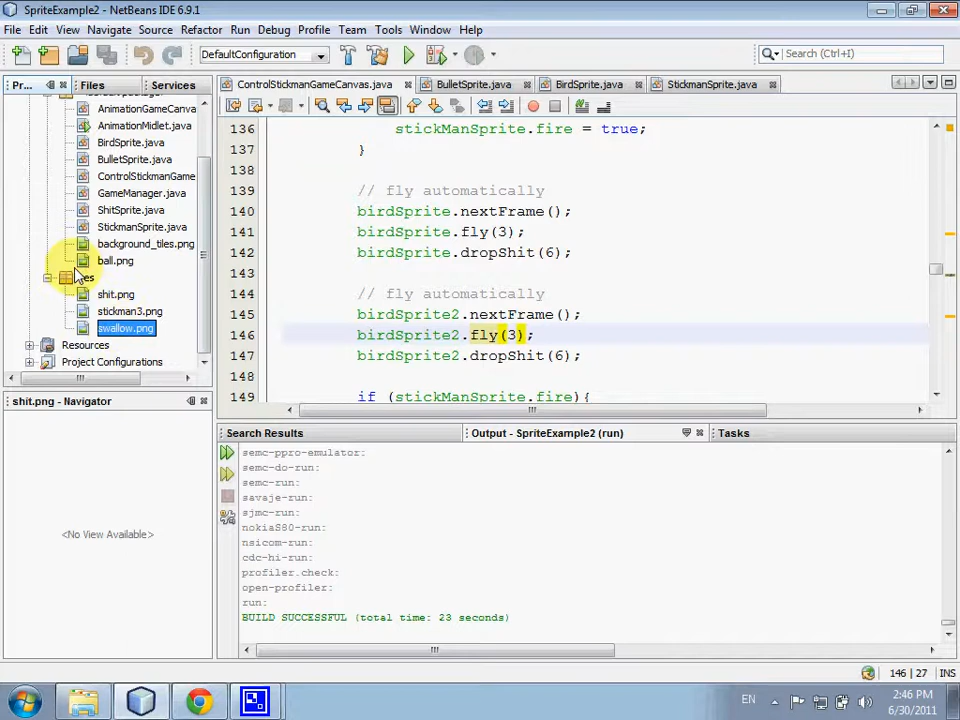 SpriteExample2 - NetBeans IDE 6.9.1
File Edit View Navigate Source Refactor Run Debug Profile Team Tools Window Help
DefaultConfiguration
Search (Ctrl+I)
Pr... Files Services
ControlStickmanGameCanvas.java BulletSprite.java BirdSprite.java StickmanSprite.java
AnimationGameCanva
AnimationMidlet.java
BirdSprite.java
BulletSprite.java
ControlStickmanGame
GameManager.java
ShitSprite.java
StickmanSprite.java
background_tiles.png
ball.png
shit.png
stickman3.png
swallow.png
Resources
Project Configurations
136 stickManSprite.fire = true;
137 }
138
139 // fly automatically
140 birdSprite.nextFrame();
141 birdSprite.fly(3);
142 birdSprite.dropShit(6);
143
144 // fly automatically
145 birdSprite2.nextFrame();
146 birdSprite2.fly(3);
147 birdSprite2.dropShit(6);
148
149 if (stickManSprite.fire){
shit.png - Navigator
<No View Available>
Search Results Output - SpriteExample2 (run) Tasks
semc-ppro-emulator:
semc-do-run:
semc-run:
savaje-run:
sjmc-run:
nokiaS80-run:
nsicom-run:
cdc-hi-run:
profiler.check:
open-profiler:
run:
BUILD SUCCESSFUL (total time: 23 seconds)
146 | 27 INS
EN 2:46 PM
6/30/2011